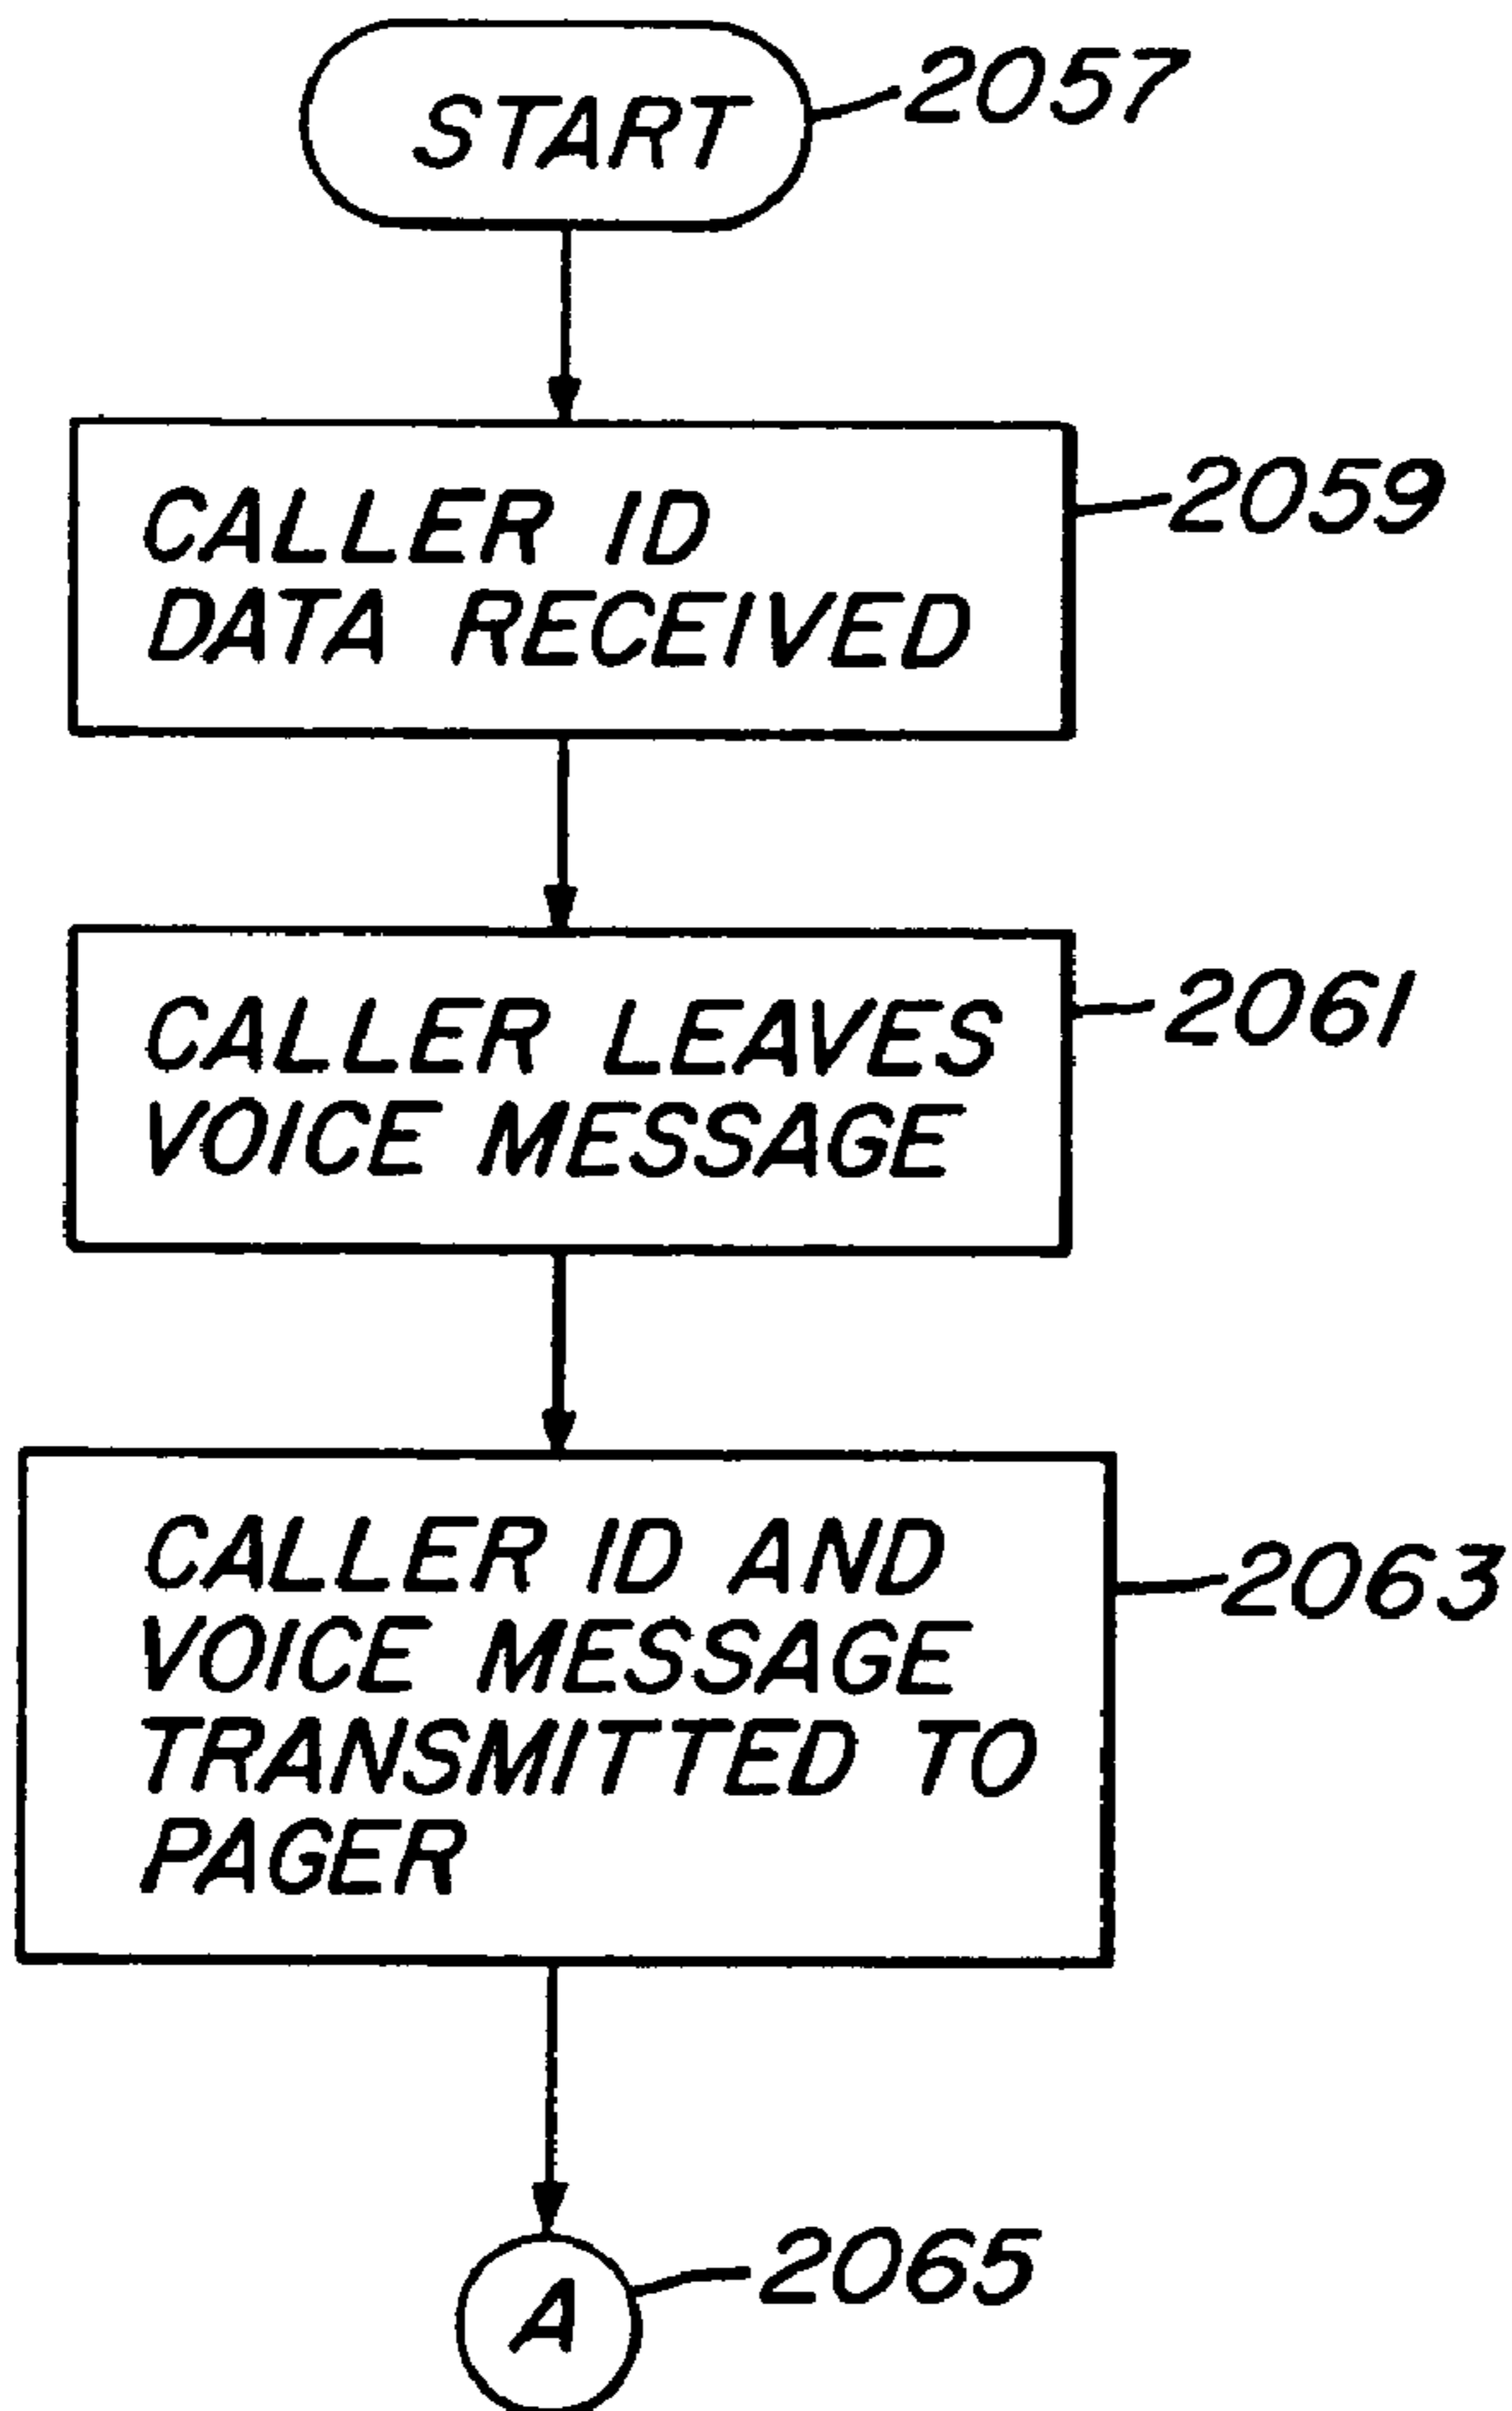 START
2057
CALLER ID
DATA RECEIVED
2059
CALLER LEAVES
VOICE MESSAGE
2061
CALLER ID AND
VOICE MESSAGE
TRANSMITTED TO
PAGER
2063
A
2065